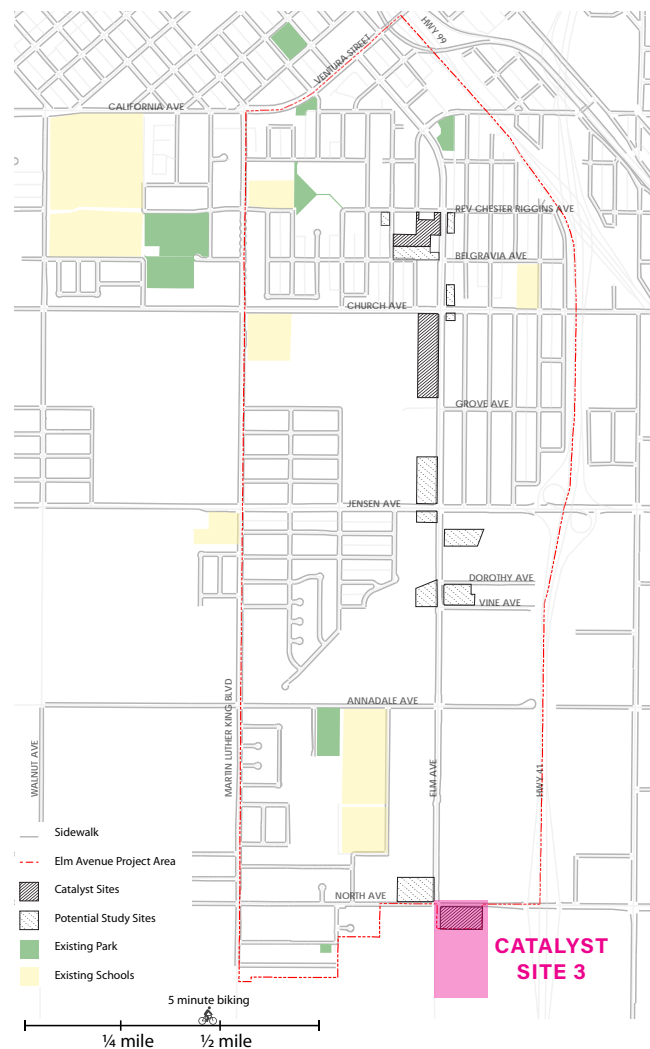 HWY 99
VENTURA STREET
CALIFORNIA AVE
REV CHESTER RIGGINS AVE
BELGRAVIA AVE
CHURCH AVE
GROVE AVE
JENSEN AVE
DOROTHY AVE
VINE AVE
ANNADALE AVE
WALNUT AVE
MARTIN LUTHER KING BLVD
ELM AVE
HWY 41
NORTH AVE
Sidewalk
Elm Avenue Project Area
Catalyst Sites
Potential Study Sites
Existing Park
Existing Schools
CATALYST
SITE 3
5 minute biking
¼ mile
½ mile